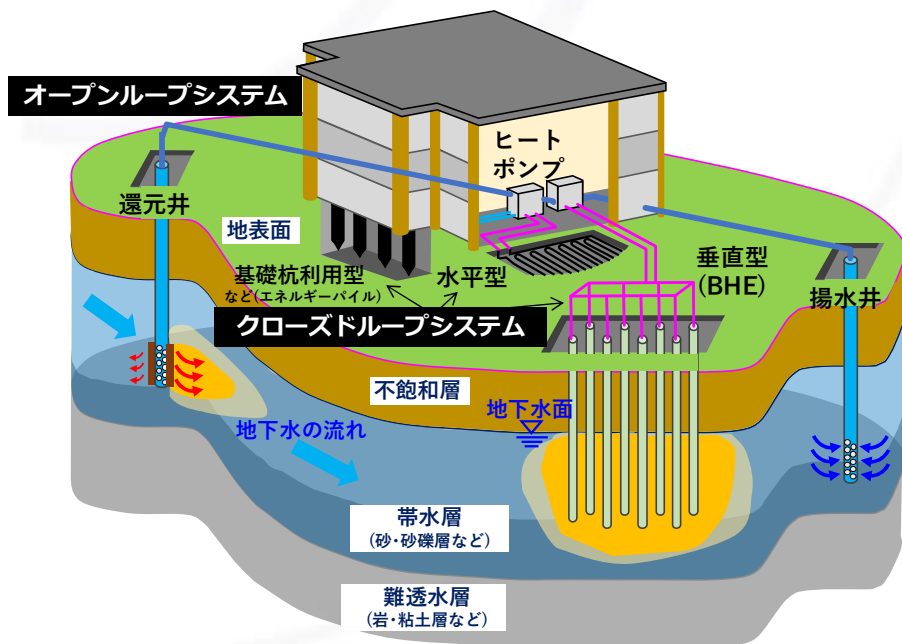 オープンループシステム
ヒート
ポンプ
還元井
地表面
基礎杭利用型
など(エネルギーパイル)
水平型
垂直型
(BHE)
揚水井
クローズドループシステム
不飽和層
地下水面
地下水の流れ
帯水層
(砂・砂礫層など)
難透水層
(岩・粘土層など)